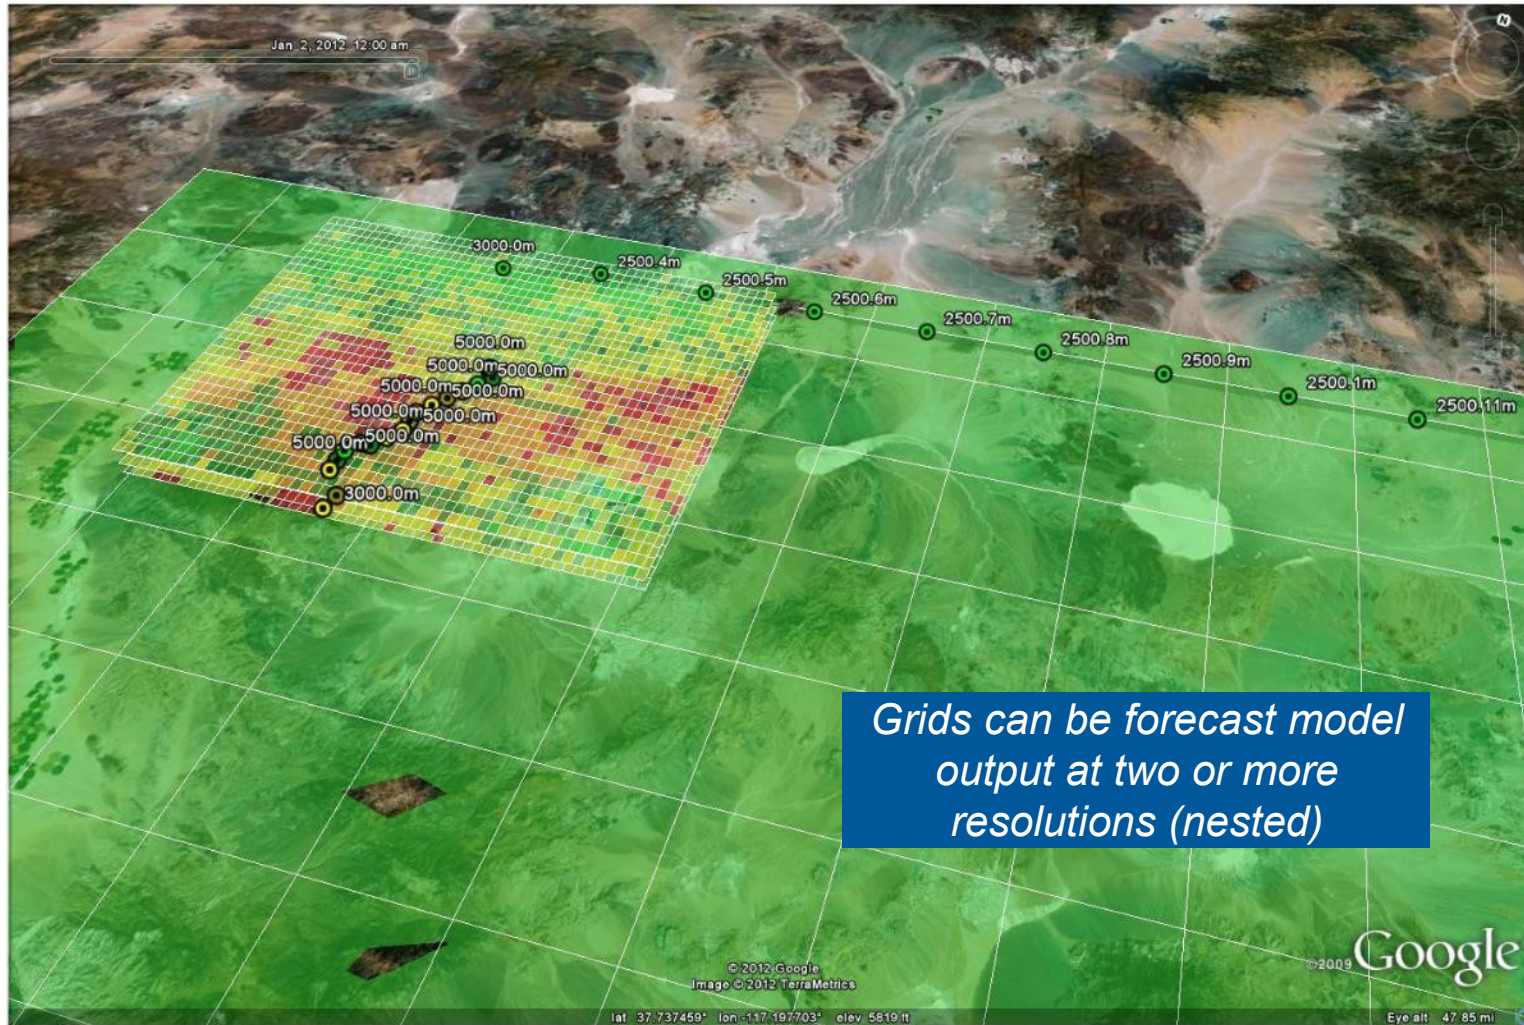 Jan 2, 2012 12:00 am
N
3000.0m
2500.4m
2500.5m
2500.6m
2500.7m
2500.8m
2500.9m
2500.1m
2500.11m
5000.0m
5000.0m
5000.0m
5000.0m
5000.0m
5000.0m
5000.0m
5000.0m
5000.0m
3000.0m
Grids can be forecast model
output at two or more
resolutions (nested)
© 2012 Google
Image © 2012 TerraMetrics
©2009 Google
lat 37.737459° lon -117.197703° elev 5819 ft
Eye alt 47.85 mi